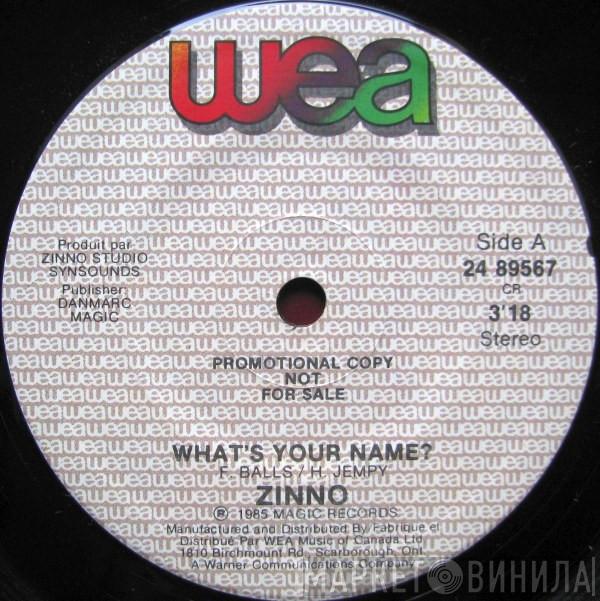 wea
Produit par
ZINNO STUDIO
SYNSOUNDS
Publisher:
DANMARC
MAGIC
Side A
24 89567
CR
3'18
Stereo
PROMOTIONAL COPY
NOT
FOR SALE
WHAT'S YOUR NAME?
F. BALLS / H. JEMPY
ZINNO
℗ 1985 MAGIC RECORDS
Manufactured and Distributed By / Fabriqué et
Distribué Par WEA Music of Canada Ltd
1810 Birchmount Rd., Scarborough, Ont.
A Warner Communications Company
МАРКЕТ ВИНИЛА